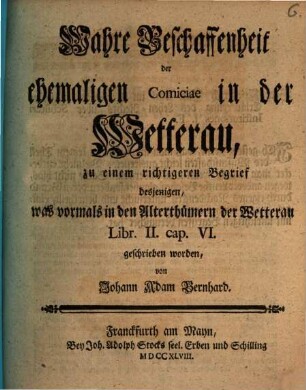 6.
Wahre Beschaffenheit
der
ehemaligen Comiciae in der
Wetterau,
zu einem richtigeren Begrief
desjenigen,
was vormals in den Alterthümern der Wetterau
Libr. II. cap. VI.
geschrieben worden,
von
Johann Adam Bernhard.
Franckfurth am Mayn,
Bey Joh. Adolph Stocks seel. Erben und Schilling
MDCCXLVIII.